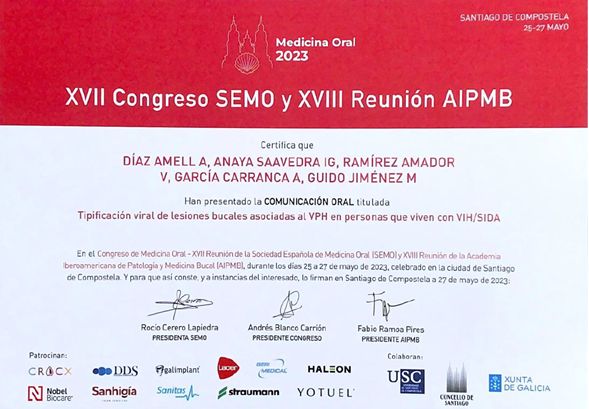 SANTIAGO DE COMPOSTELA
25-27 MAYO
Medicina Oral
2023
XVII Congreso SEMO y XVIII Reunión AIPMB
Certifica que
DÍAZ AMELL A, ANAYA SAAVEDRA IG, RAMÍREZ AMADOR
V, GARCÍA CARRANCA A, GUIDO JIMÉNEZ M
Han presentado la COMUNICACIÓN ORAL titulada
Tipificación viral de lesiones bucales asociadas al VPH en personas que viven con VIH/SIDA
En el Congreso de Medicina Oral - XVII Reunión de la Sociedad Española de Medicina Oral (SEMO) y XVIII Reunión de la Academia
Iberoamericana de Patología y Medicina Bucal (AIPMB), durante los días 25 a 27 de mayo de 2023, celebrado en la ciudad de Santiago
de Compostela. Y para que así conste, y a instancias del interesado, lo firman en Santiago de Compostela a 27 de mayo de 2023:
Rocío Cerero Lapiedra
PRESIDENTA SEMO
Andrés Blanco Carrión
PRESIDENTE CONGRESO
Fabio Ramoa Pires
PRESIDENTE AIPMB
Patrocinan:
Colaboran:
DDS
galimplant
Lacer
MEDICAL
HALEON
Nobel
Biocare
Sanhigía
Sanitas
straumann
YOTUEL
USC
CONCELLO DE
SANTIAGO
XUNTA
DE GALICIA